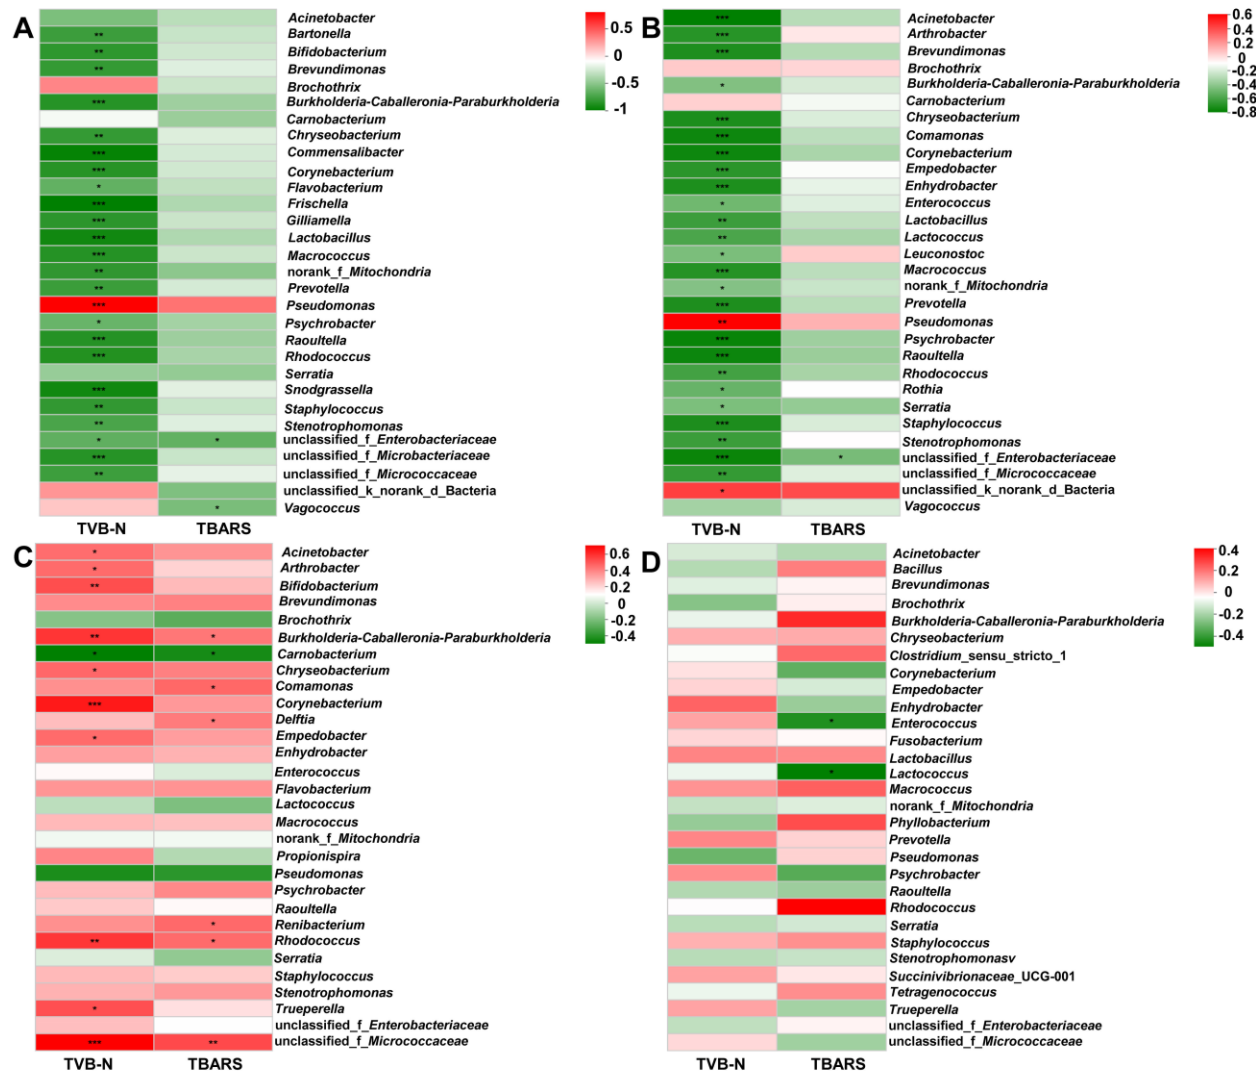 A
Acinetobacter
** Bartonella
** Bifidobacterium
** Brevundimonas
Brochothrix
*** Burkholderia-Caballeronia-Paraburkholderia
Carnobacterium
** Chryseobacterium
*** Commensalibacter
*** Corynebacterium
* Flavobacterium
*** Frischella
*** Gilliamella
*** Lactobacillus
*** Macrococcus
** norank_f_Mitochondria
** Prevotella
*** Pseudomonas
* Psychrobacter
*** Raoultella
*** Rhodococcus
Serratia
*** Snodgrassella
** Staphylococcus
** Stenotrophomonas
* * unclassified_f_Enterobacteriaceae
*** unclassified_f_Microbacteriaceae
** unclassified_f_Micrococcaceae
unclassified_k_norank_d_Bacteria
* Vagococcus
TVB-N TBARS
0.5
0
-0.5
-1
B
*** Acinetobacter
*** Arthrobacter
*** Brevundimonas
Brochothrix
* Burkholderia-Caballeronia-Paraburkholderia
Carnobacterium
*** Chryseobacterium
*** Comamonas
*** Corynebacterium
*** Empedobacter
*** Enhydrobacter
* Enterococcus
** Lactobacillus
** Lactococcus
* Leuconostoc
*** Macrococcus
* norank_f_Mitochondria
*** Prevotella
** Pseudomonas
*** Psychrobacter
*** Raoultella
** Rhodococcus
* Rothia
* Serratia
*** Staphylococcus
** Stenotrophomonas
*** * unclassified_f_Enterobacteriaceae
** unclassified_f_Micrococcaceae
* unclassified_k_norank_d_Bacteria
Vagococcus
TVB-N TBARS
0.6
0.4
0.2
0
-0.2
-0.4
-0.6
-0.8
C
* Acinetobacter
* Arthrobacter
** Bifidobacterium
Brevundimonas
Brochothrix
** * Burkholderia-Caballeronia-Paraburkholderia
* * Carnobacterium
* Chryseobacterium
* Comamonas
*** Corynebacterium
* Delftia
* Empedobacter
Enhydrobacter
Enterococcus
Flavobacterium
Lactococcus
Macrococcus
norank_f_Mitochondria
Propionispira
Pseudomonas
Psychrobacter
Raoultella
* Renibacterium
** * Rhodococcus
Serratia
Staphylococcus
Stenotrophomonas
* Trueperella
unclassified_f_Enterobacteriaceae
*** ** unclassified_f_Micrococcaceae
TVB-N TBARS
0.6
0.4
0.2
0
-0.2
-0.4
D
Acinetobacter
Bacillus
Brevundimonas
Brochothrix
Burkholderia-Caballeronia-Paraburkholderia
Chryseobacterium
Clostridium_sensu_stricto_1
Corynebacterium
Empedobacter
Enhydrobacter
* Enterococcus
Fusobacterium
Lactobacillus
* Lactococcus
Macrococcus
norank_f_Mitochondria
Phyllobacterium
Prevotella
Pseudomonas
Psychrobacter
Raoultella
Rhodococcus
Serratia
Staphylococcus
Stenotrophomonasv
Succinivibrionaceae_UCG-001
Tetragenococcus
Trueperella
unclassified_f_Enterobacteriaceae
unclassified_f_Micrococcaceae
TVB-N TBARS
0.4
0.2
0
-0.2
-0.4